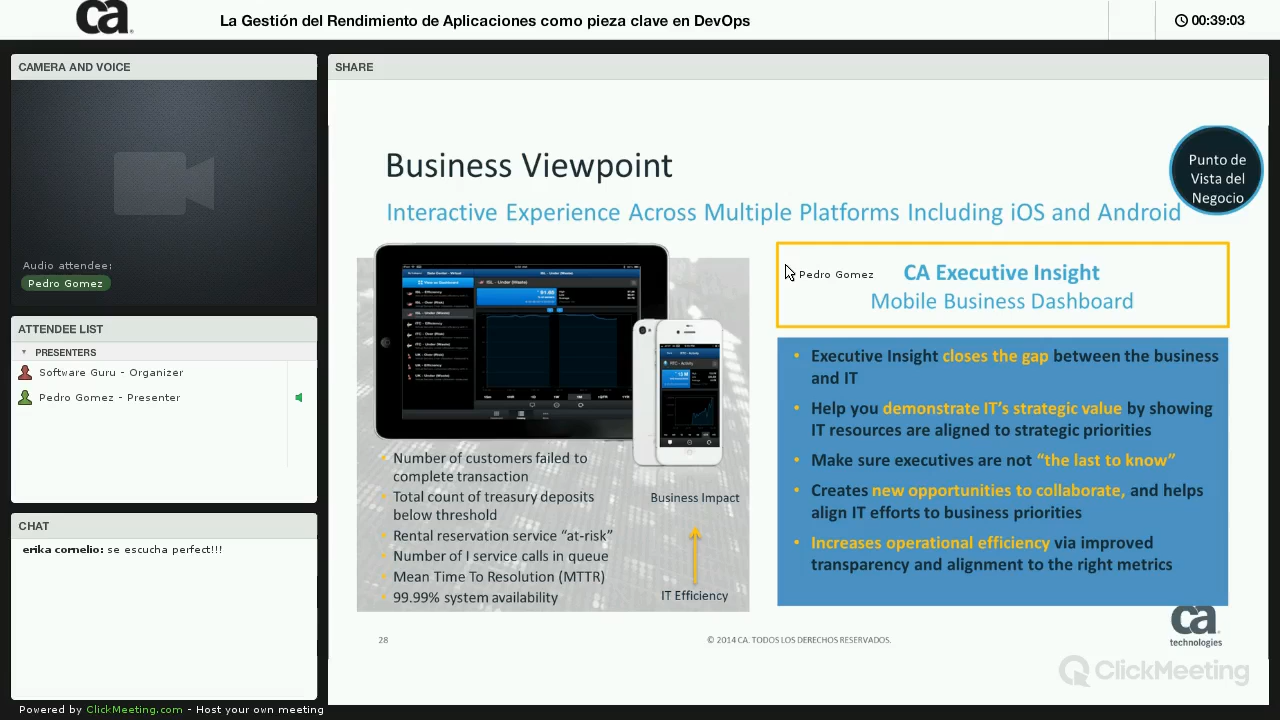 ca
La Gestión del Rendimiento de Aplicaciones como pieza clave en DevOps
00:39:03
CAMERA AND VOICE
Audio attendee:
Pedro Gomez
ATTENDEE LIST
PRESENTERS
Software Guru - Organizer
Pedro Gomez - Presenter
CHAT
erika cornelio: se escucha perfect!!!
Powered by ClickMeeting.com - Host your own meeting
SHARE
Business Viewpoint
Punto de
Vista del
Negocio
Interactive Experience Across Multiple Platforms Including iOS and Android
Number of customers failed to
complete transaction
Total count of treasury deposits
below threshold
Rental reservation service “at-risk”
Number of I service calls in queue
Mean Time To Resolution (MTTR)
99.99% system availability
Business Impact
IT Efficiency
Pedro Gomez
CA Executive Insight
Mobile Business Dashboard
• Executive Insight closes the gap between the business
and IT
• Help you demonstrate IT’s strategic value by showing
IT resources are aligned to strategic priorities
• Make sure executives are not “the last to know”
• Creates new opportunities to collaborate, and helps
align IT efforts to business priorities
• Increases operational efficiency via improved
transparency and alignment to the right metrics
28
© 2014 CA. TODOS LOS DERECHOS RESERVADOS.
ca
technologies
ClickMeeting